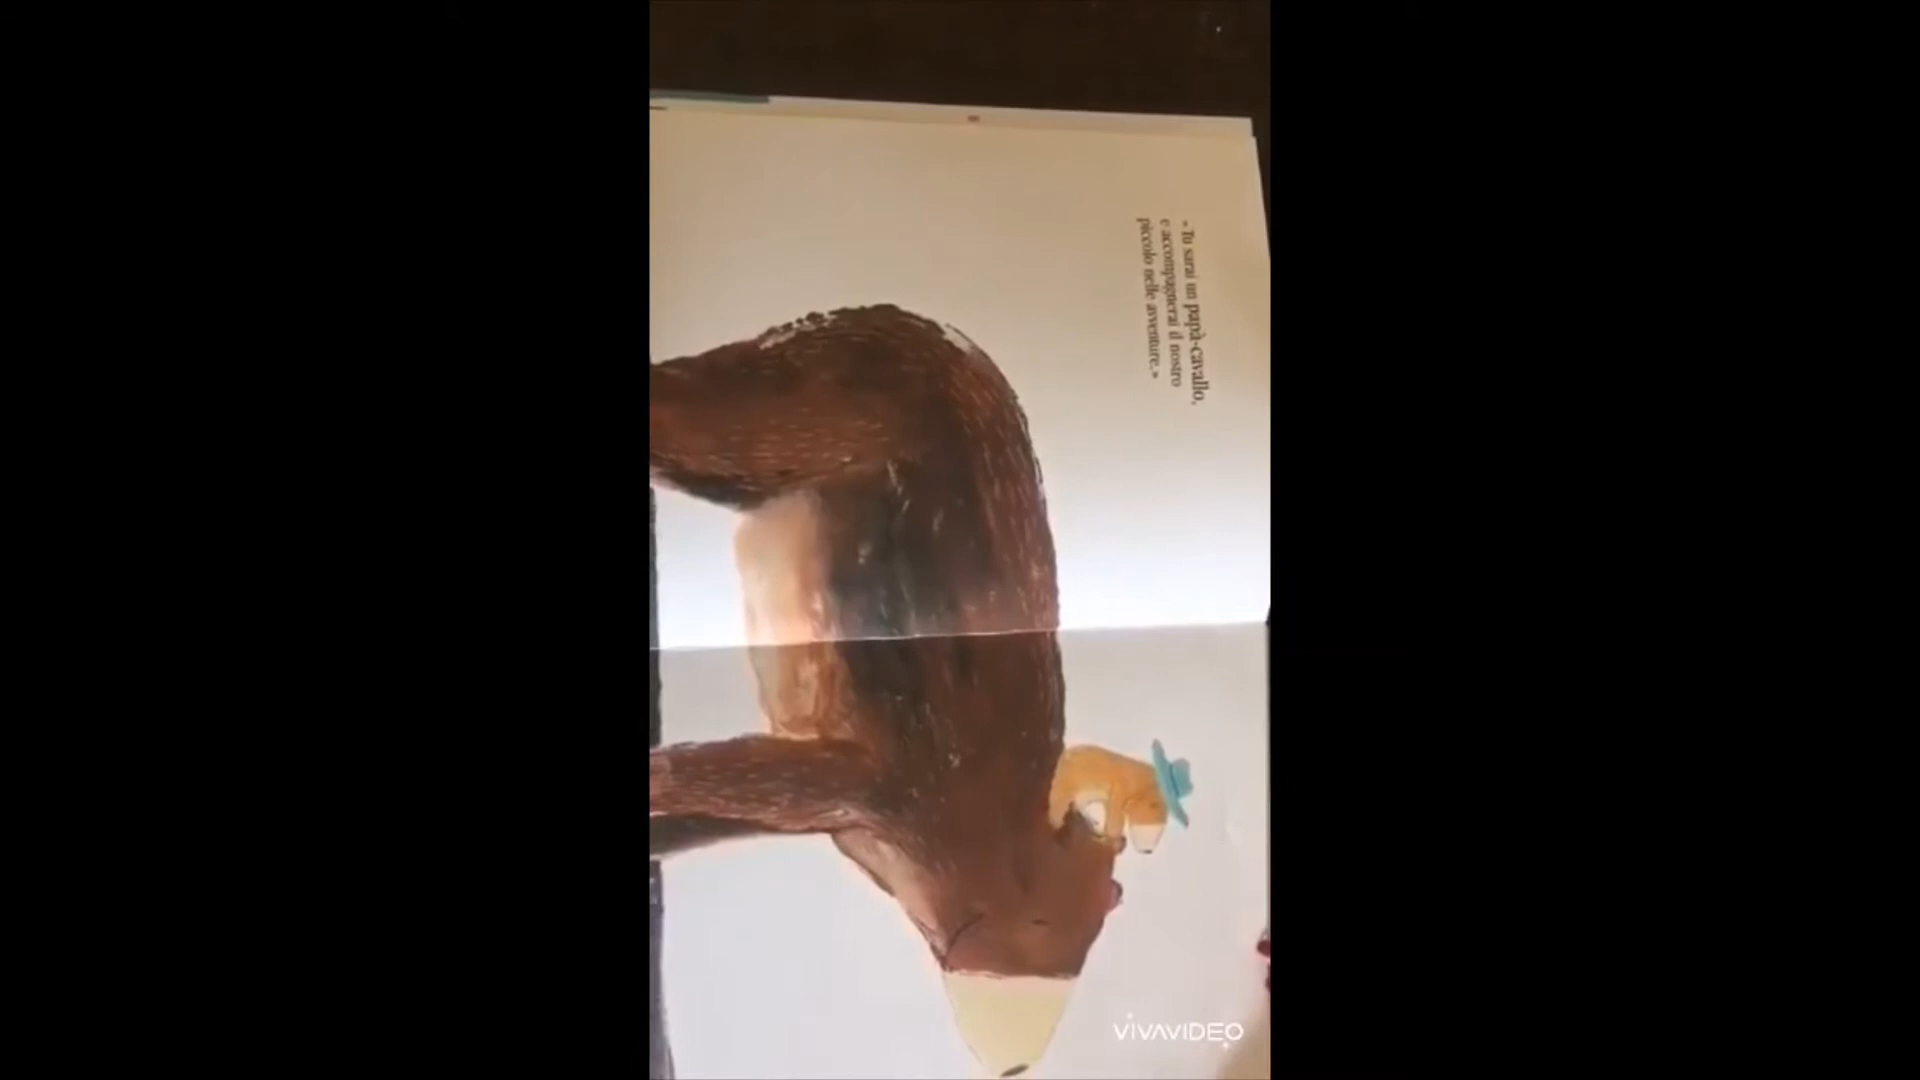 «Tu sarai un papà-cavallo,
e accompagnerai il nostro
piccolo nelle avventure.»
VIVAVIDEO